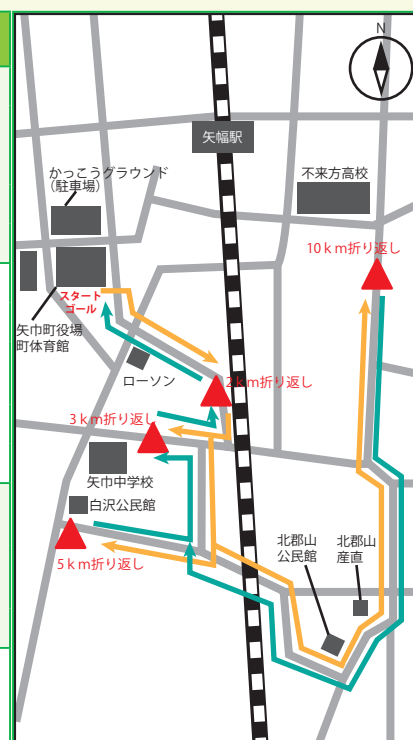 N
矢幅駅
かっこうグラウンド
（駐車場）
不来方高校
10ｋｍ折り返し
スタート
ゴール
矢巾町役場
町体育館
ローソン
2ｋｍ折り返し
3ｋｍ折り返し
矢巾中学校
白沢公民館
5ｋｍ折り返し
北郡山
公民館
北郡山
産直